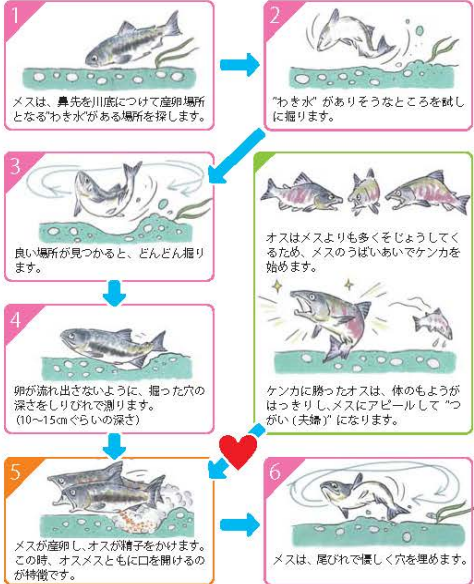 1
メスは、鼻先を川底につけて産卵場所
となる"わき水"がある場所を探します。
2
"わき水" がありそうなところを試し
に掘ります。
3
良い場所が見つかると、どんどん掘り
ます。
オスはメスよりも多くそじょうしてく
るため、メスのうばいあいでケンカを
始めます。
4
卵が流れ出さないように、掘った穴の
深さをしりびれで測ります。
(10〜15cmぐらいの深さ)
ケンカに勝ったオスは、体のもようが
はっきりし、メスにアピールして "つ
がい(夫婦)" になります。
5
メスが産卵し、オスが精子をかけます。
この時、オスメスともに口を開けるの
が特徴です。
6
メスは、尾びれで優しく穴を埋めます。